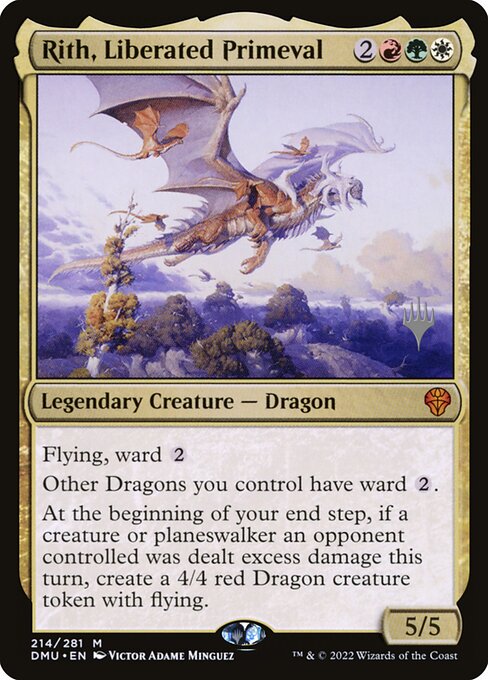 Rith, Liberated Primeval 2
Legendary Creature — Dragon
Flying, ward 2
Other Dragons you control have ward 2.
At the beginning of your end step, if a
creature or planeswalker an opponent
controlled was dealt excess damage this
turn, create a 4/4 red Dragon creature
token with flying.
5/5
214/281 M
DMU • EN Victor Adame Minguez
™ & © 2022 Wizards of the Coast